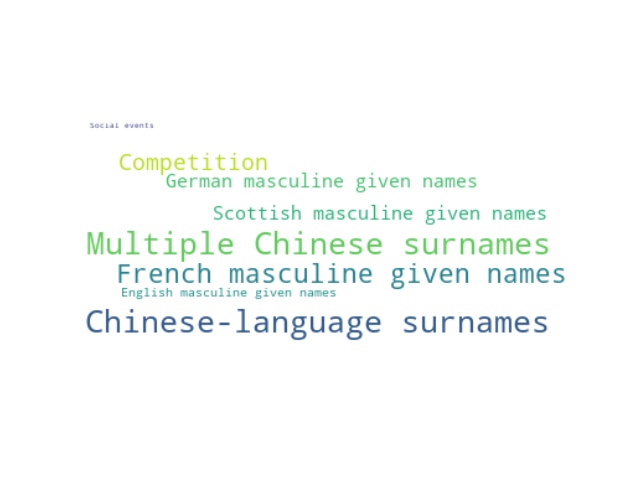 Social events
Competition
German masculine given names
Scottish masculine given names
Multiple Chinese surnames
French masculine given names
English masculine given names
Chinese-language surnames